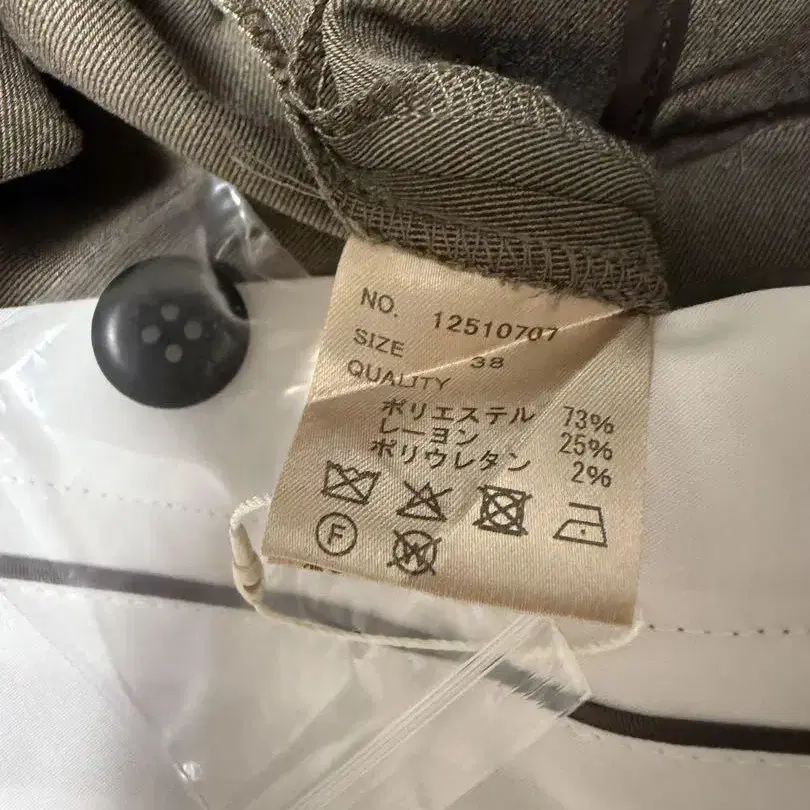 NO. 12510707
SIZE 38
QUALITY
ポリエステル 73%
レーヨン 25%
ポリウレタン 2%
F
W